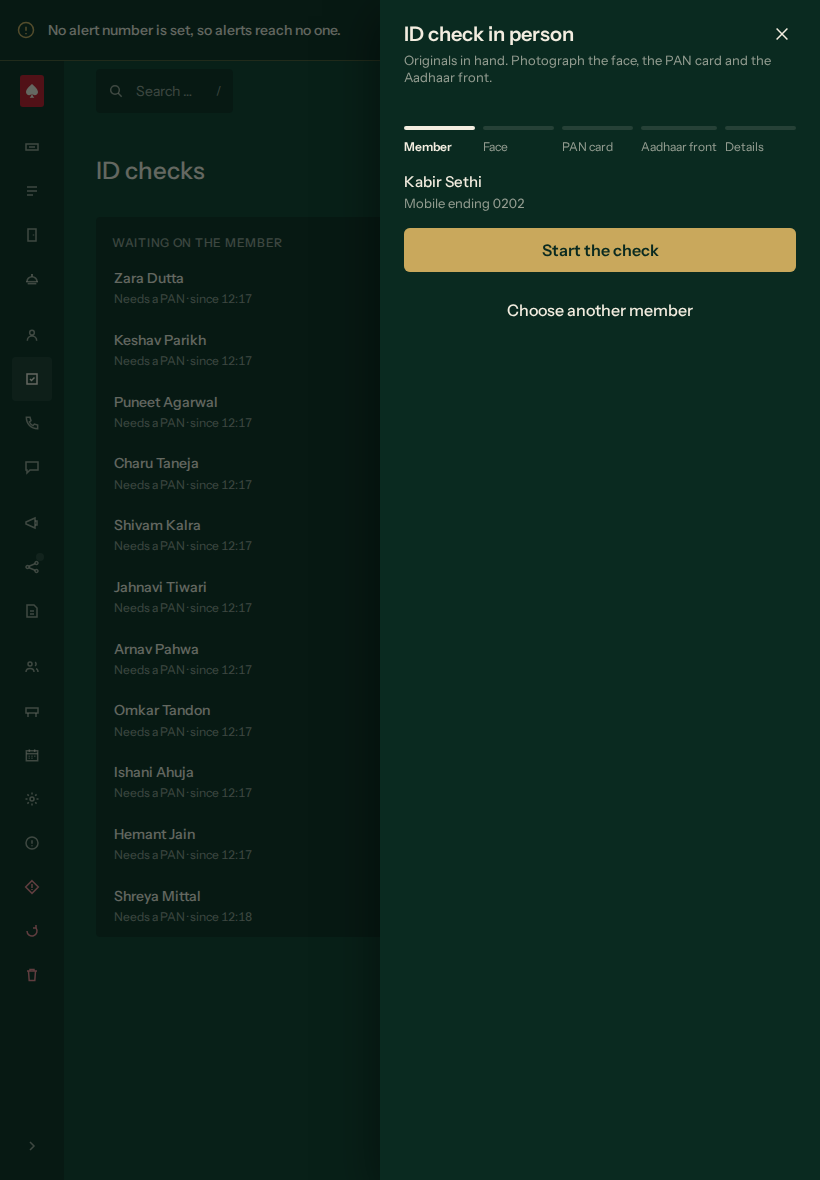 No alert number is set, so alerts reach no one.
Search ... /
ID checks
WAITING ON THE MEMBER
Zara Dutta
Needs a PAN · since 12:17
Keshav Parikh
Needs a PAN · since 12:17
Puneet Agarwal
Needs a PAN · since 12:17
Charu Taneja
Needs a PAN · since 12:17
Shivam Kalra
Needs a PAN · since 12:17
Jahnavi Tiwari
Needs a PAN · since 12:17
Arnav Pahwa
Needs a PAN · since 12:17
Omkar Tandon
Needs a PAN · since 12:17
Ishani Ahuja
Needs a PAN · since 12:17
Hemant Jain
Needs a PAN · since 12:17
Shreya Mittal
Needs a PAN · since 12:18
ID check in person
Originals in hand. Photograph the face, the PAN card and the
Aadhaar front.
Member Face PAN card Aadhaar front Details
Kabir Sethi
Mobile ending 0202
Start the check
Choose another member